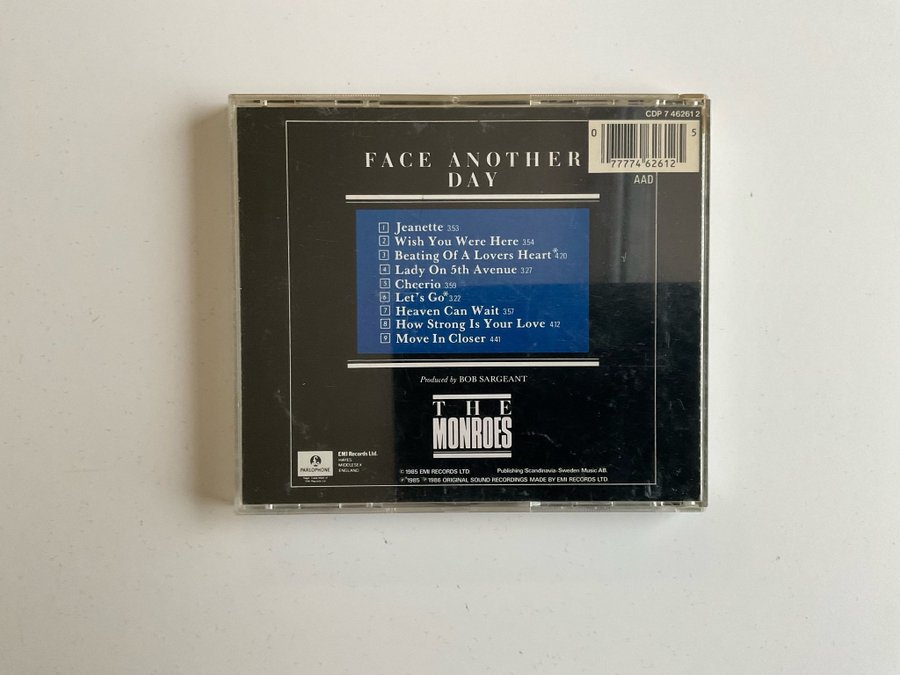 CDP 7 46261 2
0 77774 62612 5
AAD
FACE ANOTHER
DAY
1 Jeanette 3.53
2 Wish You Were Here 3.54
3 Beating Of A Lovers Heart* 4.20
4 Lady On 5th Avenue 3.27
5 Cheerio 3.59
6 Let's Go* 3.22
7 Heaven Can Wait 3.57
8 How Strong Is Your Love 4.12
9 Move In Closer 4.41
Produced by BOB SARGEANT
THE
MONROES
PARLOPHONE
EMI Records Ltd.
HAYES
MIDDLESEX
ENGLAND
© 1985 EMI RECORDS LTD. Publishing Scandinavia-Sweden Music AB.
℗*1985 ℗ 1986 ORIGINAL SOUND RECORDINGS MADE BY EMI RECORDS LTD.